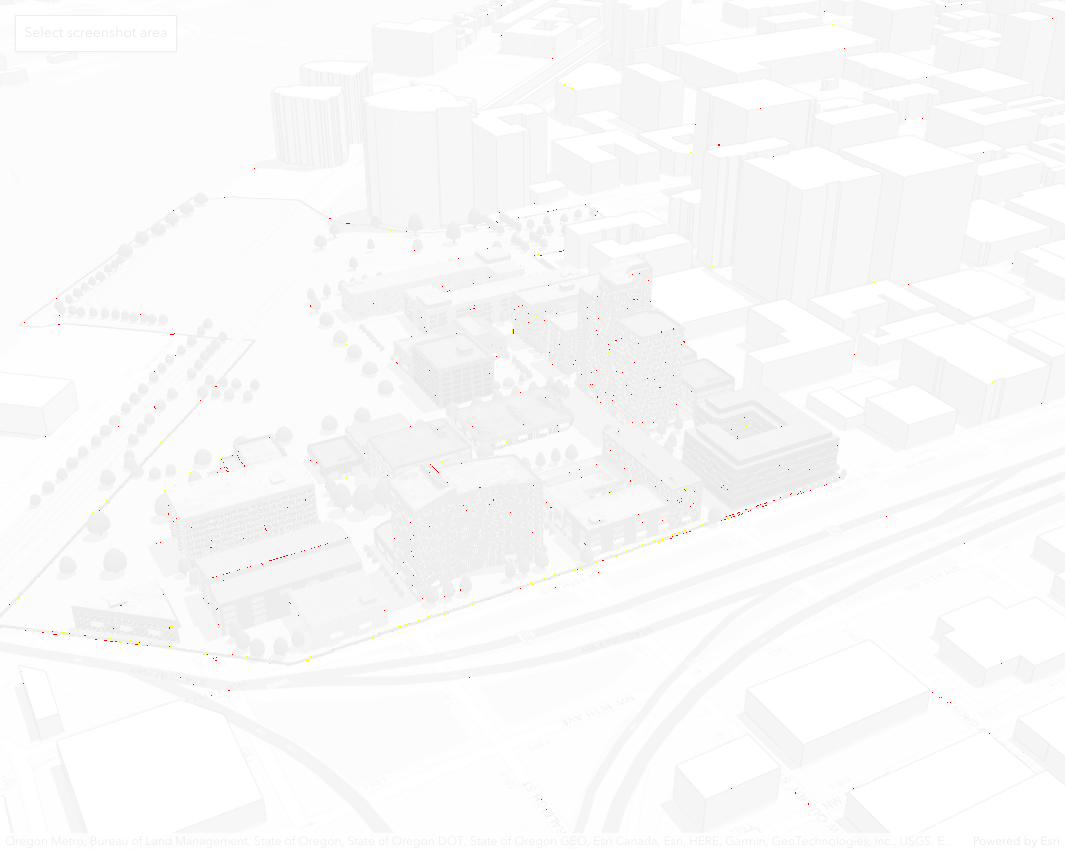 Select screenshot area
Oregon Metro, Bureau of Land Management, State of Oregon, State of Oregon DOT, State of Oregon GEO, Esri Canada, Esri, HERE, Garmin, GeoTechnologies, Inc., USGS, E...
Powered by Esri